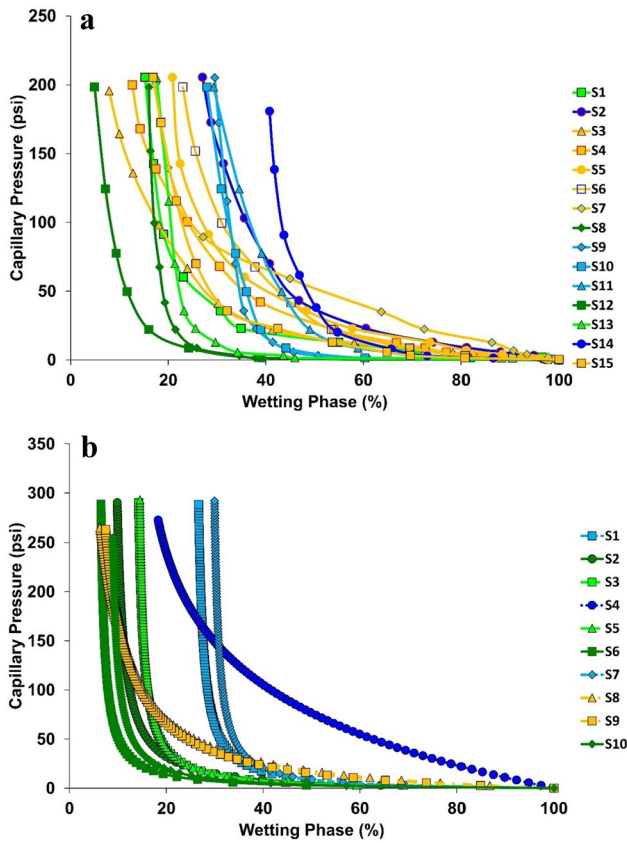 a
250
200
150
100
50
0
Capillary Pressure (psi)
0 20 40 60 80 100
Wetting Phase (%)
S1
S2
S3
S4
S5
S6
S7
S8
S9
S10
S11
S12
S13
S14
S15
b
350
300
250
200
150
100
50
0
Capillary Pressure (psi)
0 20 40 60 80 100
Wetting Phase (%)
S1
S2
S3
S4
S5
S6
S7
S8
S9
S10